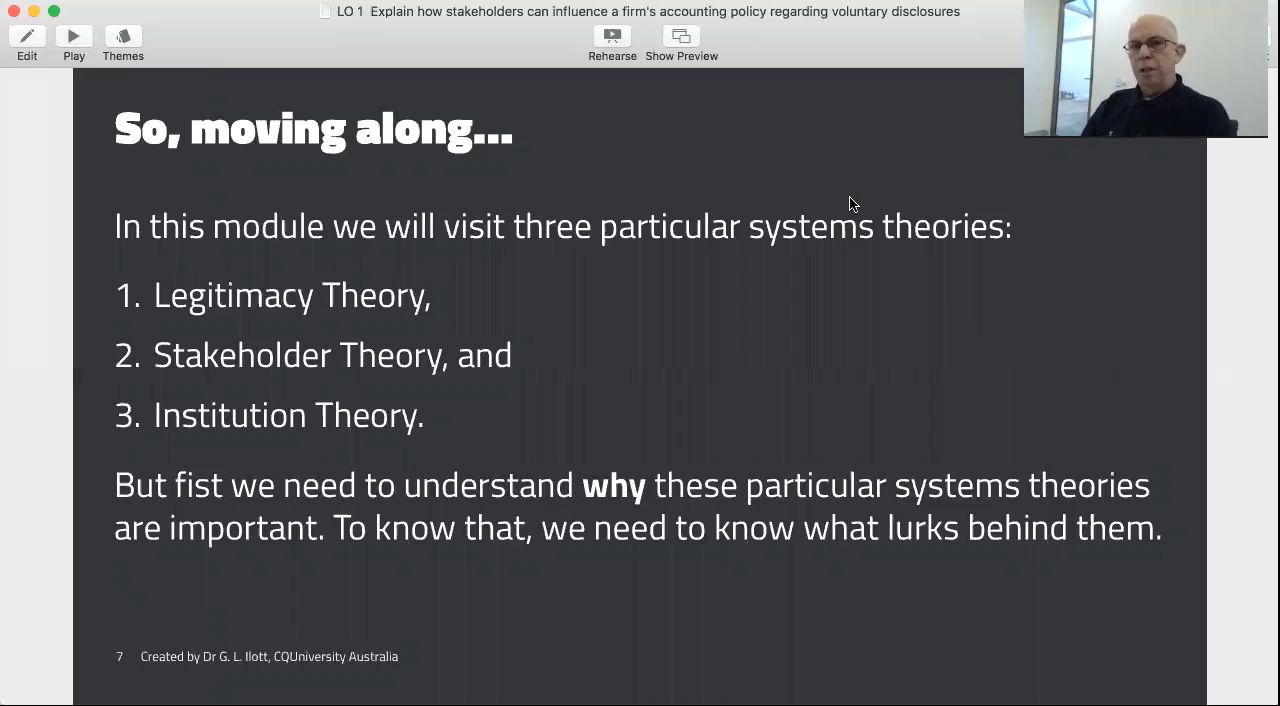 LO 1 Explain how stakeholders can influence a firm's accounting policy regarding voluntary disclosures
Edit
Play
Themes
Rehearse
Show Preview
So, moving along...
In this module we will visit three particular systems theories:
1. Legitimacy Theory,
2. Stakeholder Theory, and
3. Institution Theory.
But fist we need to understand why these particular systems theories
are important. To know that, we need to know what lurks behind them.
7 Created by Dr G. L. Ilott, CQUniversity Australia